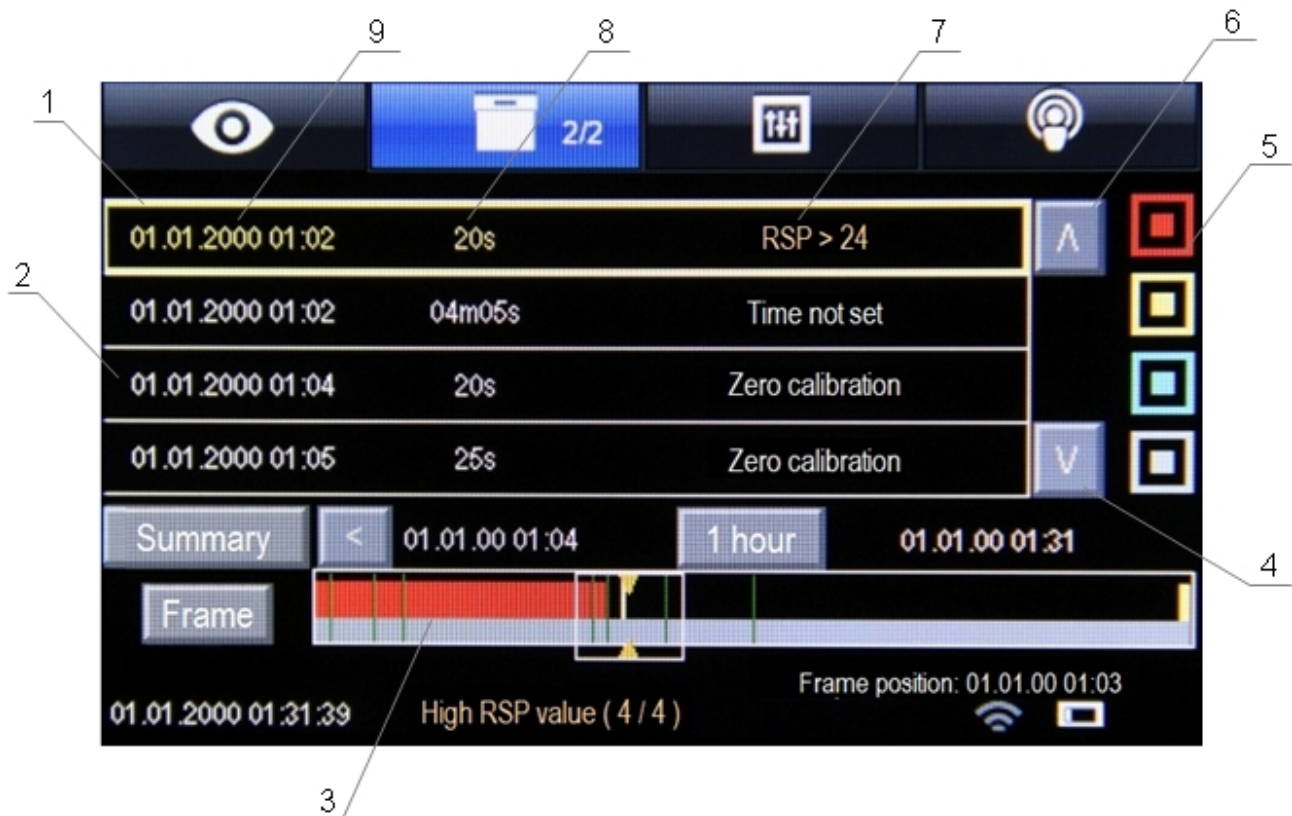 9 8 7 6
1
2/2
5
01.01.2000 01:02 20s RSP > 24 Λ
2
01.01.2000 01:02 04m05s Time not set
01.01.2000 01:04 20s Zero calibration
01.01.2000 01:05 25s Zero calibration V
Summary < 01.01.00 01:04 1 hour 01.01.00 01:31
4
Frame
Frame position: 01.01.00 01:03
01.01.2000 01:31:39 High RSP value ( 4 / 4 )
3